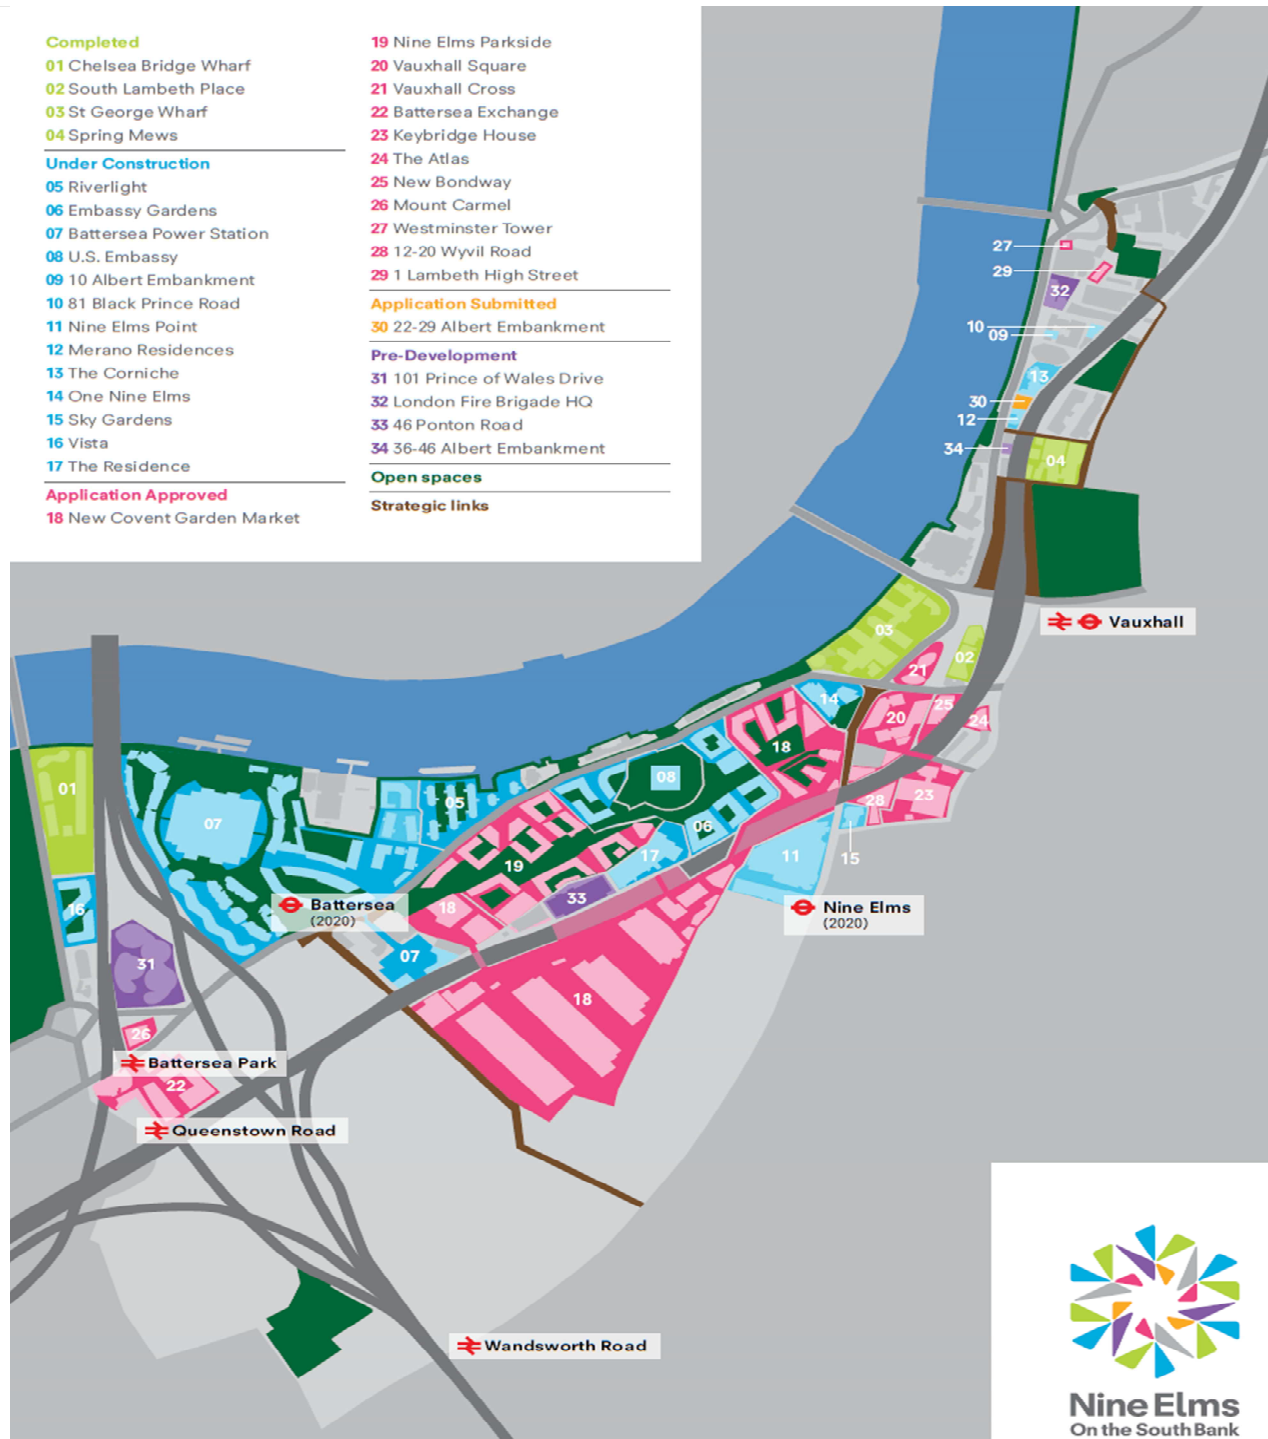 Completed
01 Chelsea Bridge Wharf
02 South Lambeth Place
03 St George Wharf
04 Spring Mews
Under Construction
05 Riverlight
06 Embassy Gardens
07 Battersea Power Station
08 U.S. Embassy
09 10 Albert Embankment
10 81 Black Prince Road
11 Nine Elms Point
12 Merano Residences
13 The Corniche
14 One Nine Elms
15 Sky Gardens
16 Vista
17 The Residence
Application Approved
18 New Covent Garden Market
19 Nine Elms Parkside
20 Vauxhall Square
21 Vauxhall Cross
22 Battersea Exchange
23 Keybridge House
24 The Atlas
25 New Bondway
26 Mount Carmel
27 Westminster Tower
28 12-20 Wyvil Road
29 1 Lambeth High Street
Application Submitted
30 22-29 Albert Embankment
Pre-Development
31 101 Prince of Wales Drive
32 London Fire Brigade HQ
33 46 Ponton Road
34 36-46 Albert Embankment
Open spaces
Strategic links
27
29
32
10
09
13
30
12
34
04
Vauxhall
03
02
21
14
25
20
24
18
08
01
05
07
23
28
06
17
11
15
19
33
16
18
Battersea
(2020)
Nine Elms
(2020)
07
31
18
26
Battersea Park
22
Queenstown Road
Wandsworth Road
Nine Elms
On the South Bank